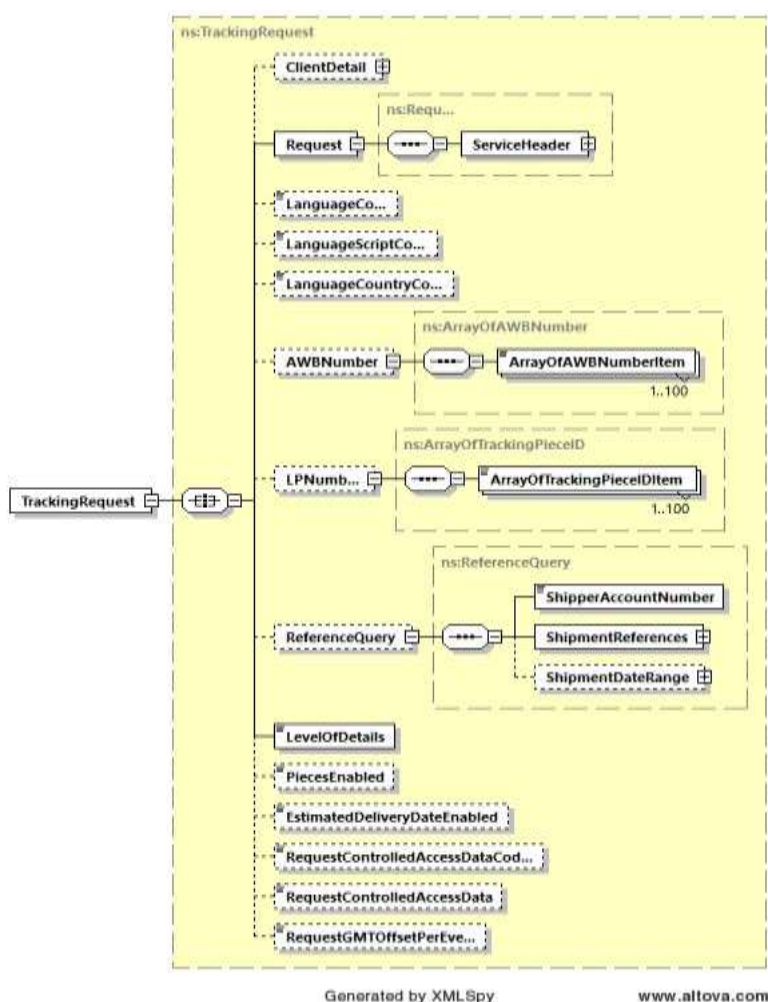 ns:TrackingRequest
ClientDetail
ns:Requ...
Request
ServiceHeader
LanguageCo...
LanguageScriptCo...
LanguageCountryCo...
ns:ArrayOfAWBNumber
AWBNumber
ArrayOfAWBNumberItem
1..100
ns:ArrayOfTrackingPieceID
LPNumb...
ArrayOfTrackingPieceIDItem
1..100
TrackingRequest
ns:ReferenceQuery
ShipperAccountNumber
ReferenceQuery
ShipmentReferences
ShipmentDateRange
LevelOfDetails
PiecesEnabled
EstimatedDeliveryDateEnabled
RequestControlledAccessDataCod...
RequestControlledAccessData
RequestGMTOffsetPerEve...
Generated by XMLSpy
www.altova.com